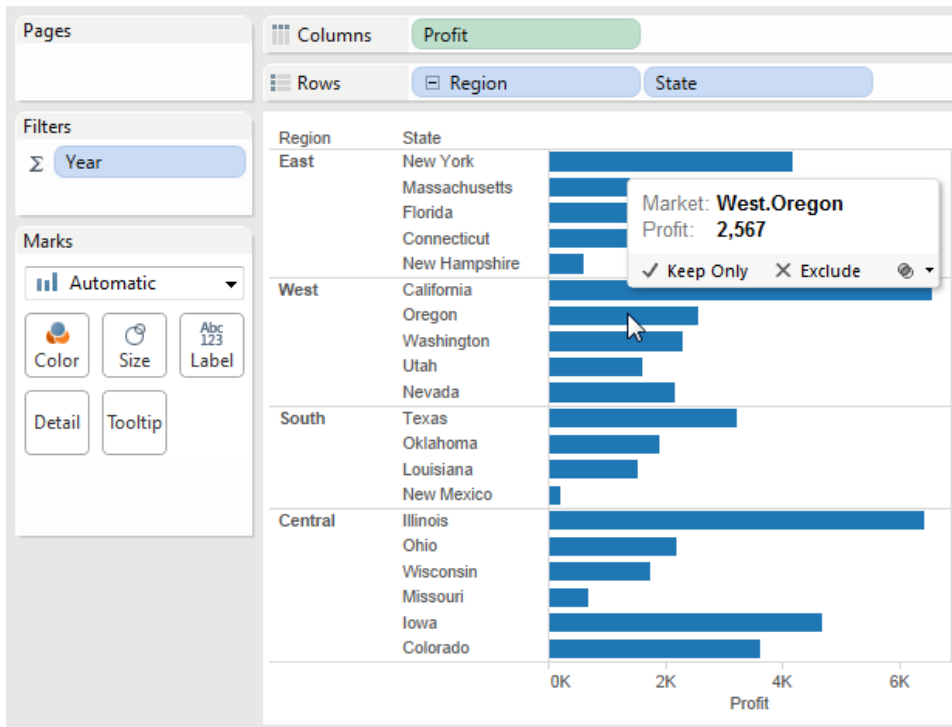 Pages
Columns Profit
Rows Region State
Filters
Σ Year
Marks
Automatic
Color Size Abc 123 Label
Detail Tooltip
Region State
East New York
Massachusetts
Florida
Connecticut
New Hampshire
West California
Oregon
Washington
Utah
Nevada
South Texas
Oklahoma
Louisiana
New Mexico
Central Illinois
Ohio
Wisconsin
Missouri
Iowa
Colorado
0K 2K 4K 6K
Profit
Market: West.Oregon
Profit: 2,567
Keep Only Exclude